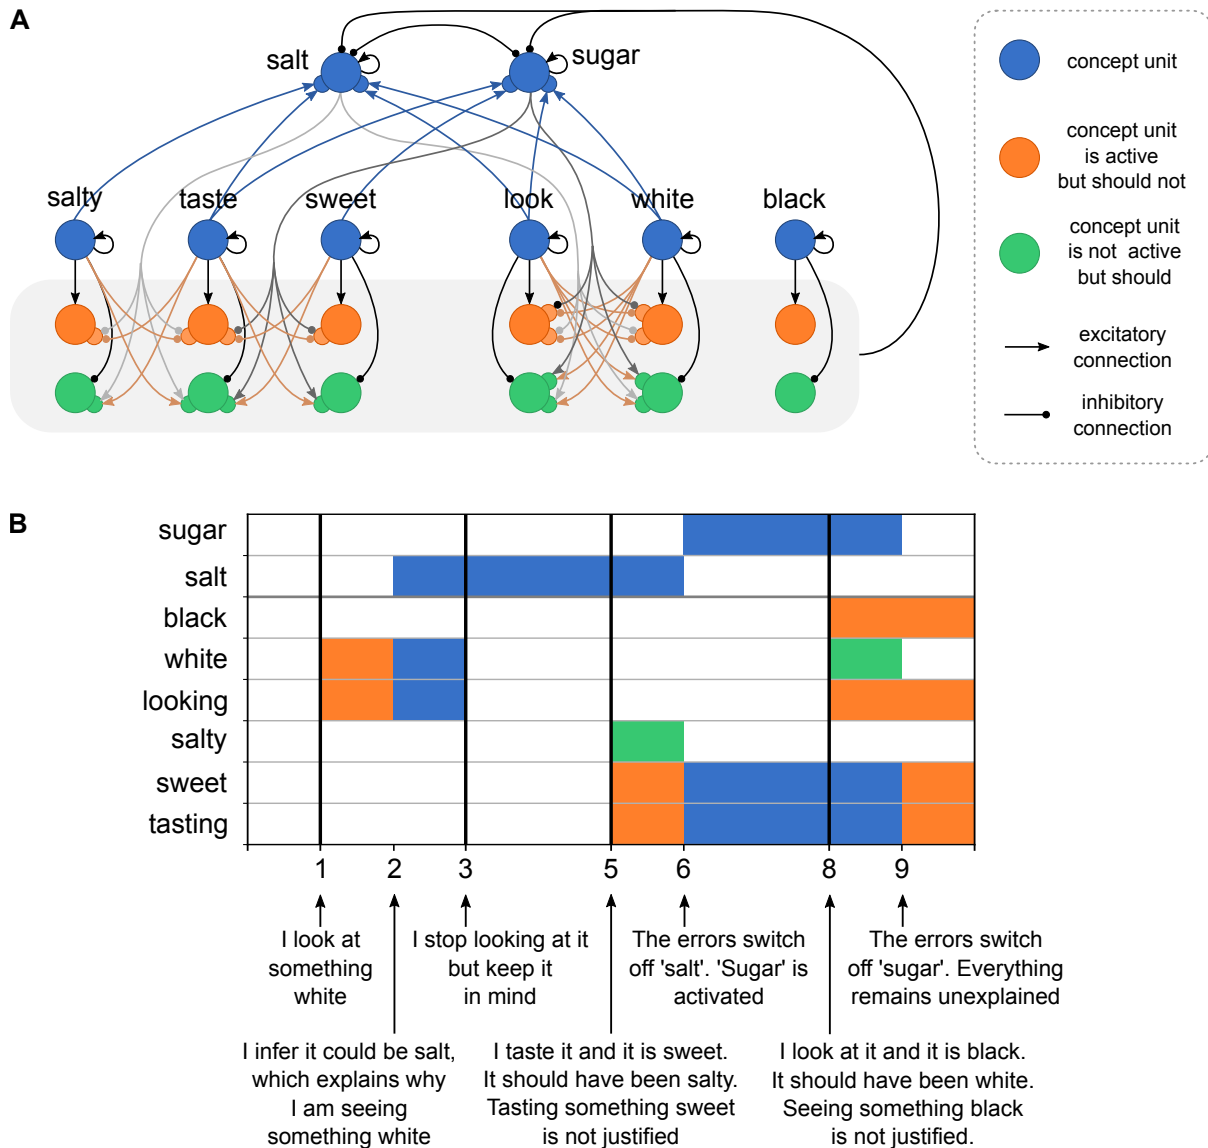 A
salt
sugar
salty
taste
sweet
look
white
black
concept unit
concept unit
is active
but should not
concept unit
is not active
but should
excitatory
connection
inhibitory
connection
B
sugar
salt
black
white
looking
salty
sweet
tasting
1 2 3 5 6 8 9
I look at
something
white
I stop looking at it
but keep it
in mind
The errors switch
off 'salt'. 'Sugar' is
activated
The errors switch
off 'sugar'. Everything
remains unexplained
I infer it could be salt,
which explains why
I am seeing
something white
I taste it and it is sweet.
It should have been salty.
Tasting something sweet
is not justified
I look at it and it is black.
It should have been white.
Seeing something black
is not justified.